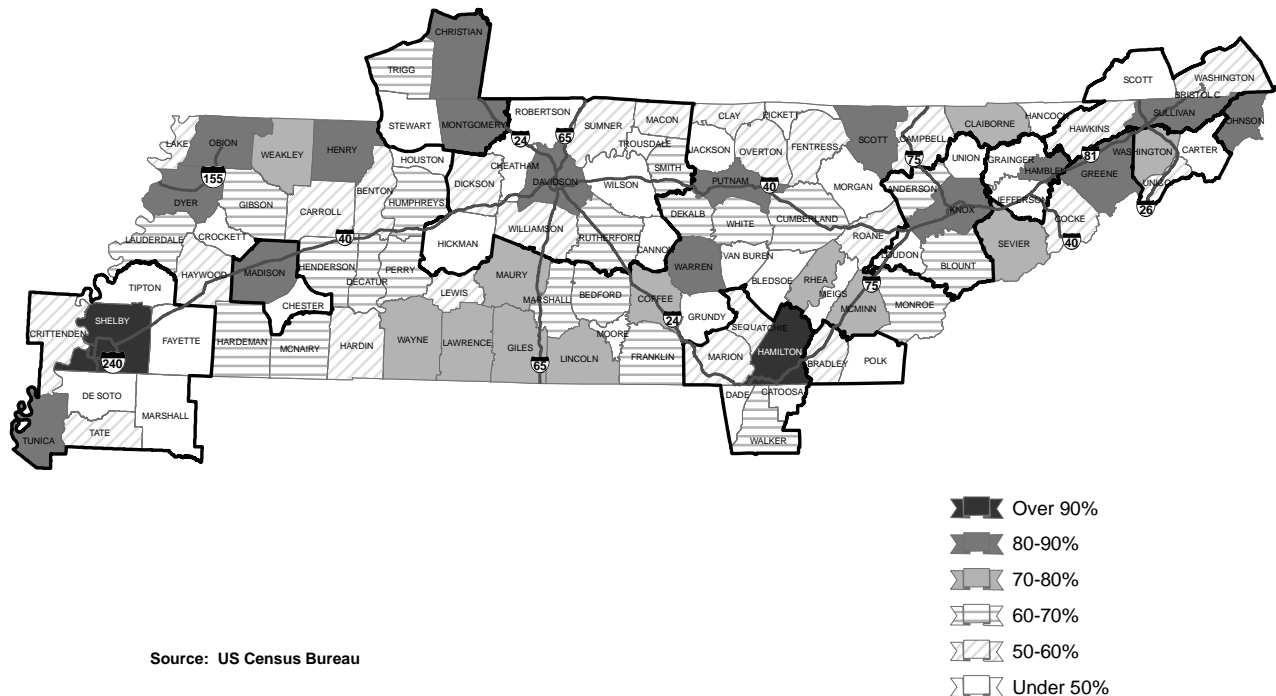 CHRISTIAN
TRIGG
SCOTT
WASHINGTON
BRISTOL C
STEWART
MONTGOMERY
ROBERTSON
24
65
SUMNER
MACON
CLAY
PICKETT
SCOTT
CAMPBELL
CLAIBORNE
HANCOCK
HAWKINS
SULLIVAN
JOHNSON
LAKE
OBION
WEAKLEY
HENRY
HOUSTON
CHEATHAM
TROUSDALE
JACKSON
OVERTON
FENTRESS
75
UNION
GRAINGER
HAMBLEN
81
WASHINGTON
CARTER
155
DYER
GIBSON
CARROLL
BENTON
HUMPHREYS
DICKSON
DAVIDSON
WILSON
SMITH
PUTNAM
40
MORGAN
ANDERSON
KNOX
JEFFERSON
GREENE
UNICOI
26
LAUDERDALE
CROCKETT
40
HICKMAN
WILLIAMSON
RUTHERFORD
CANNON
DEKALB
WHITE
CUMBERLAND
ROANE
LOUDON
BLOUNT
SEVIER
COCKE
40
TIPTON
HAYWOOD
MADISON
HENDERSON
DECATUR
PERRY
LEWIS
MAURY
MARSHALL
BEDFORD
COFFEE
WARREN
VAN BUREN
BLEDSOE
RHEA
MEIGS
75
MCMINN
MONROE
CRITTENDEN
SHELBY
240
FAYETTE
HARDEMAN
CHESTER
MCNAIRY
HARDIN
WAYNE
LAWRENCE
GILES
65
LINCOLN
MOORE
FRANKLIN
24
GRUNDY
SEQUATCHIE
MARION
HAMILTON
BRADLEY
POLK
DE SOTO
MARSHALL
TUNICA
TATE
DADE
CATOOSA
WALKER
Over 90%
80-90%
70-80%
60-70%
50-60%
Under 50%
Source: US Census Bureau